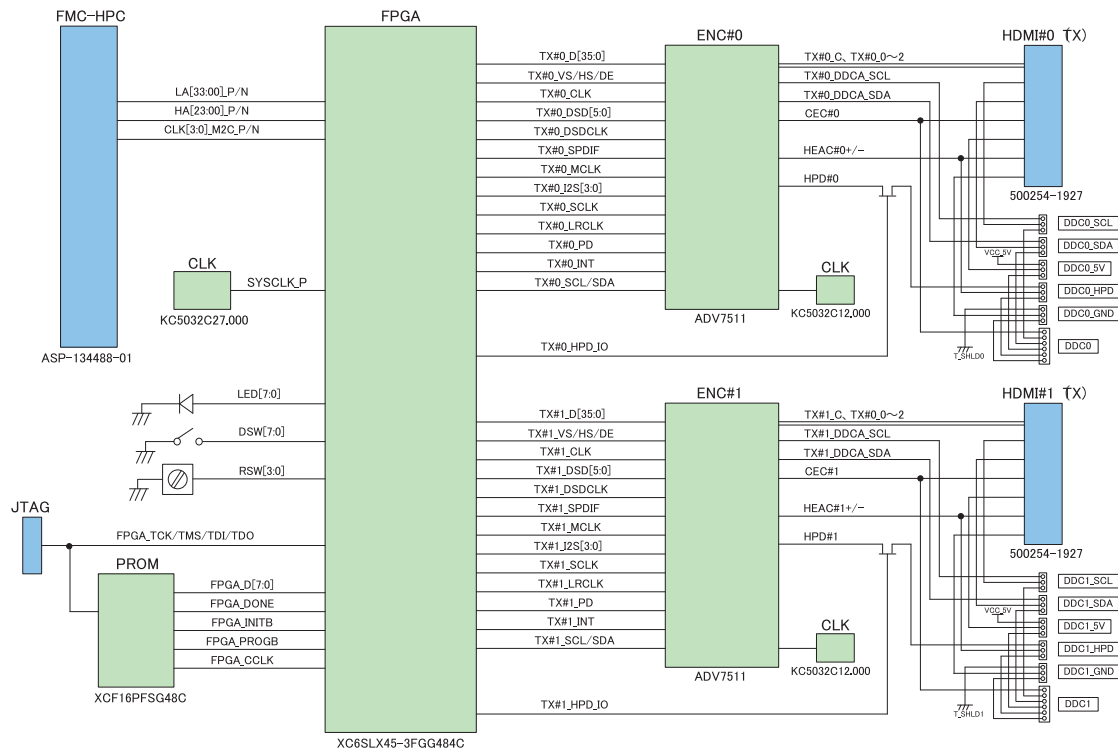 FMC-HPC
LA[33:00]_P/N
HA[23:00]_P/N
CLK[3:0]_M2C_P/N
ASP-134488-01
CLK
SYSCLK_P
KC5032C27.000
LED[7:0]
DSW[7:0]
RSW[3:0]
JTAG
FPGA_TCK/TMS/TDI/TDO
PROM
FPGA_D[7:0]
FPGA_DONE
FPGA_INITB
FPGA_PROGB
FPGA_CCLK
XCF16PFSG48C
FPGA
XC6SLX45-3FGG484C
TX#0_D[35:0]
TX#0_VS/HS/DE
TX#0_CLK
TX#0_DSD[5:0]
TX#0_DSDCLK
TX#0_SPDIF
TX#0_MCLK
TX#0_I2S[3:0]
TX#0_SCLK
TX#0_LRCLK
TX#0_PD
TX#0_INT
TX#0_SCL/SDA
TX#0_HPD_IO
ENC#0
ADV7511
TX#0_C、TX#0_0～2
TX#0_DDCA_SCL
TX#0_DDCA_SDA
CEC#0
HEAC#0+/-
HPD#0
CLK
KC5032C12.000
HDMI#0 (TX)
500254-1927
DDC0_SCL
DDC0_SDA
VCC_5V
DDC0_5V
DDC0_HPD
DDC0_GND
T_SHLD0
DDC0
TX#1_D[35:0]
TX#1_VS/HS/DE
TX#1_CLK
TX#1_DSD[5:0]
TX#1_DSDCLK
TX#1_SPDIF
TX#1_MCLK
TX#1_I2S[3:0]
TX#1_SCLK
TX#1_LRCLK
TX#1_PD
TX#1_INT
TX#1_SCL/SDA
TX#1_HPD_IO
ENC#1
ADV7511
TX#1_C、TX#0_0～2
TX#1_DDCA_SCL
TX#1_DDCA_SDA
CEC#1
HEAC#1+/-
HPD#1
CLK
KC5032C12.000
HDMI#1 (TX)
500254-1927
DDC1_SCL
DDC1_SDA
VCC_5V
DDC1_5V
DDC1_HPD
DDC1_GND
T_SHLD1
DDC1